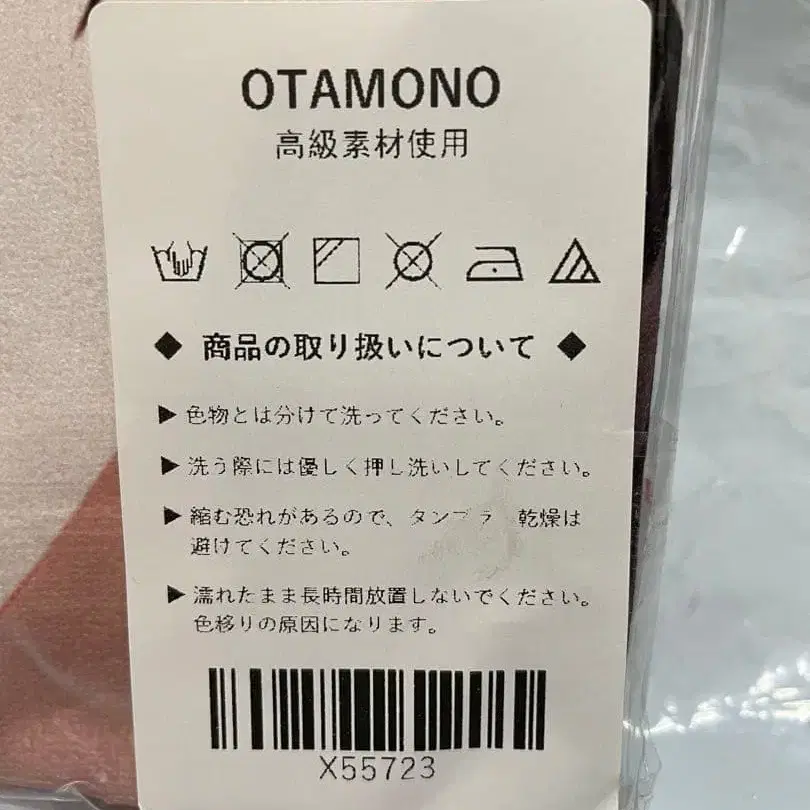 OTAMONO
高級素材使用
◆ 商品の取り扱いについて ◆
▶ 色物とは分けて洗ってください。
▶ 洗う際には優しく押し洗いしてください。
▶ 縮む恐れがあるので、タンブラ 乾燥は
避けてください。
▶ 濡れたまま長時間放置しないでください。
色移りの原因になります。
X55723